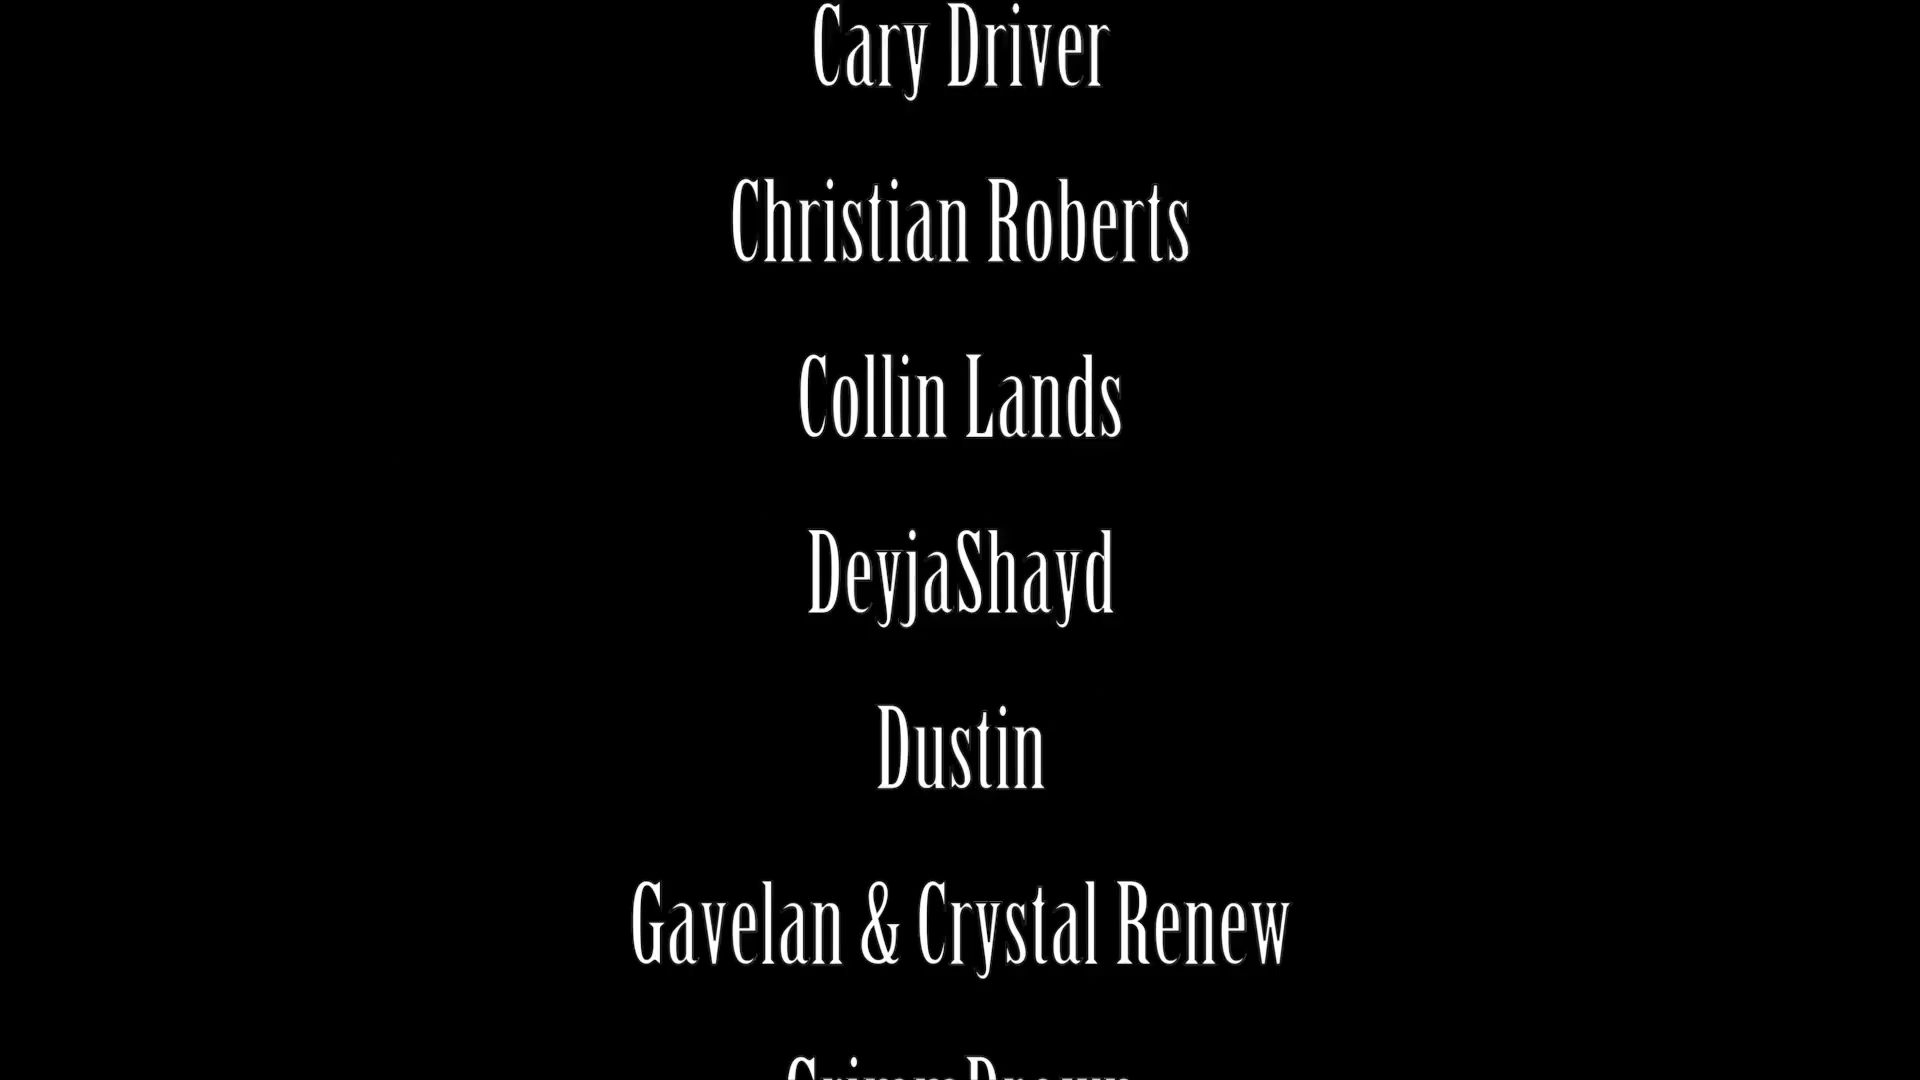 Cary Driver
Christian Roberts
Collin Lands
DeyjaShayd
Dustin
Gavelan & Crystal Renew